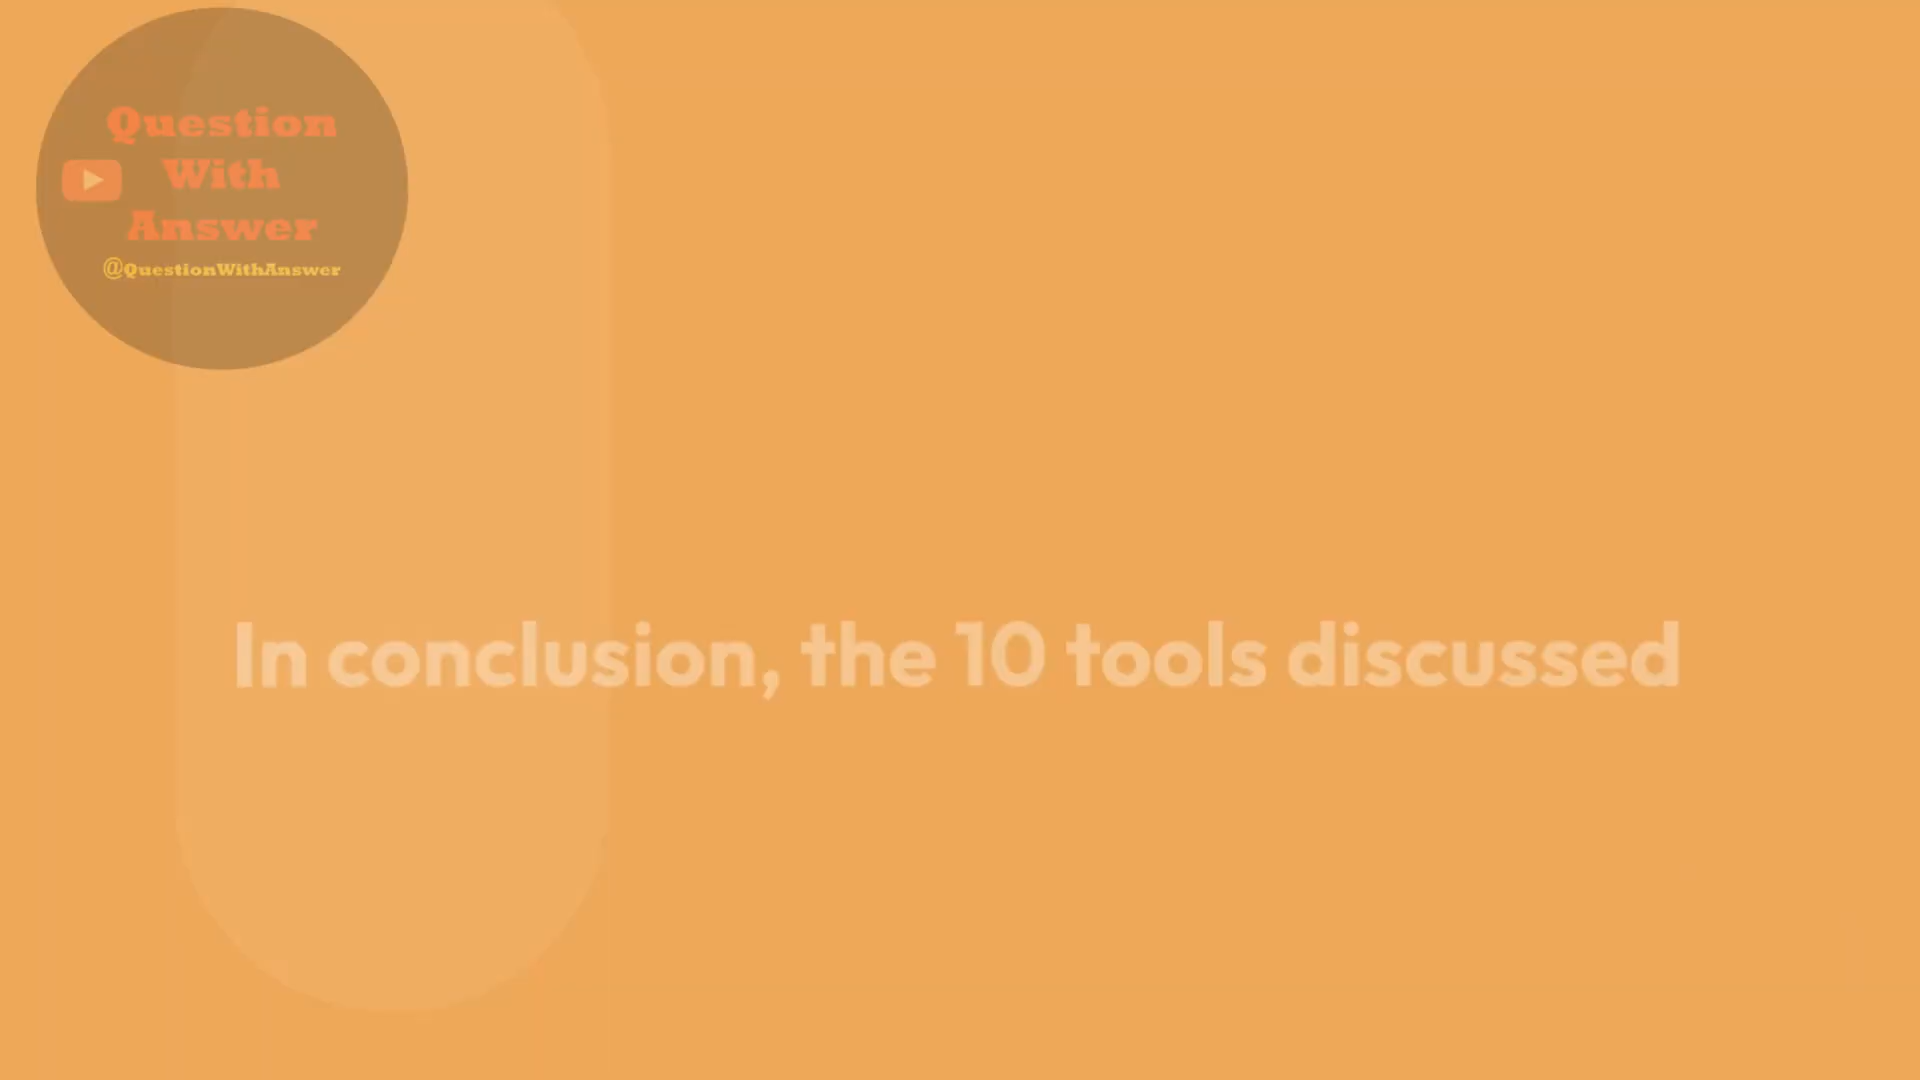 Question
With
Answer
@QuestionWithAnswer
In conclusion, the 10 tools discussed